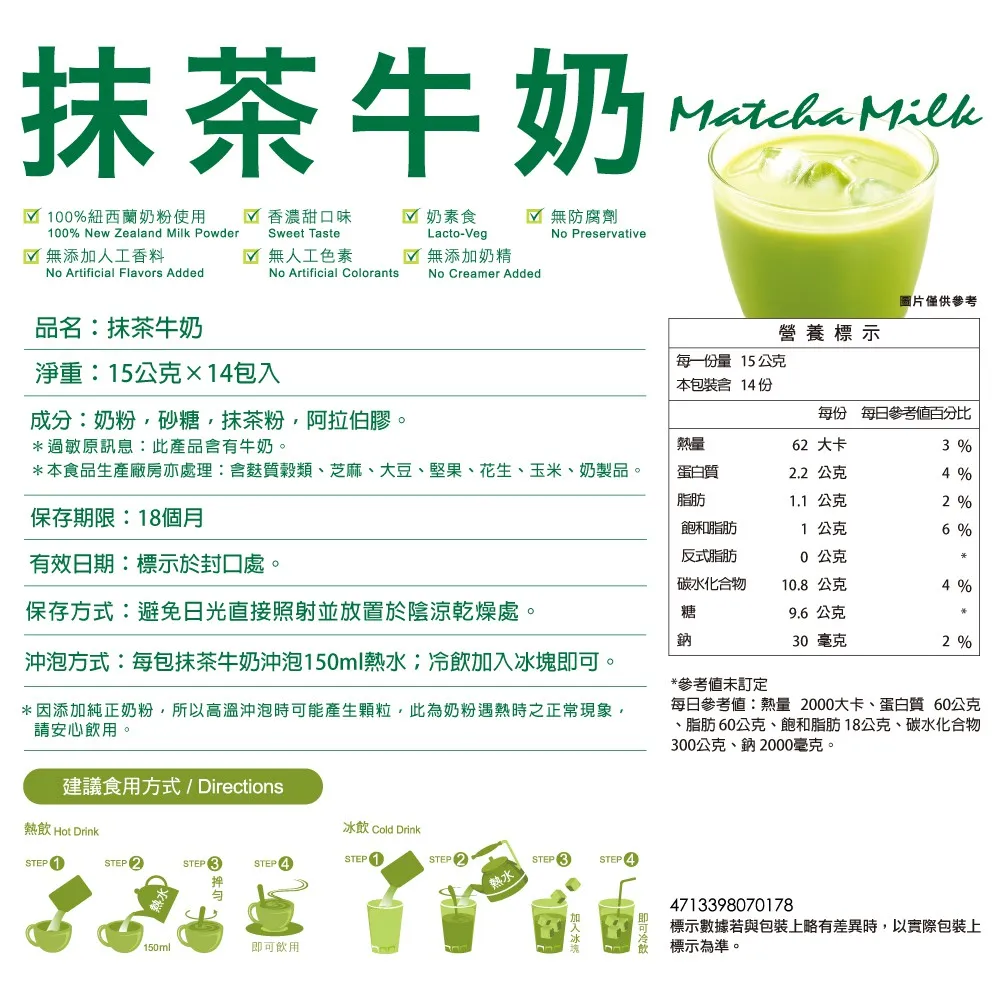 抹茶牛奶 Matcha Milk
100%紐西蘭奶粉使用
100% New Zealand Milk Powder
香濃甜口味
Sweet Taste
奶素食
Lacto-Veg
無防腐劑
No Preservative
無添加人工香料
No Artificial Flavors Added
無人工色素
No Artificial Colorants
無添加奶精
No Creamer Added
圖片僅供參考
品名：抹茶牛奶
淨重：15公克×14包入
成分：奶粉，砂糖，抹茶粉，阿拉伯膠。
＊過敏原訊息：此產品含有牛奶。
＊本食品生產廠房亦處理：含麩質穀類、芝麻、大豆、堅果、花生、玉米、奶製品。
保存期限：18個月
有效日期：標示於封口處。
保存方式：避免日光直接照射並放置於陰涼乾燥處。
沖泡方式：每包抹茶牛奶沖泡150ml熱水；冷飲加入冰塊即可。
＊因添加純正奶粉，所以高溫沖泡時可能產生顆粒，此為奶粉遇熱時之正常現象，
請安心飲用。
營養標示
每一份量 15公克
本包裝含 14份
每份 每日參考值百分比
熱量 62 大卡 3 %
蛋白質 2.2 公克 4 %
脂肪 1.1 公克 2 %
飽和脂肪 1 公克 6 %
反式脂肪 0 公克 *
碳水化合物 10.8 公克 4 %
糖 9.6 公克 *
鈉 30 毫克 2 %
*參考值未訂定
每日參考值：熱量 2000大卡、蛋白質 60公克
、脂肪60公克、飽和脂肪18公克、碳水化合物
300公克、鈉2000毫克。
建議食用方式 / Directions
熱飲 Hot Drink
STEP 1
STEP 2
熱水
150ml
STEP 3
拌勻
STEP 4
即可飲用
冰飲 Cold Drink
STEP 1
STEP 2
熱水
STEP 3
加入冰塊
STEP 4
即可冷飲
4713398070178
標示數據若與包裝上略有差異時，以實際包裝上
標示為準。